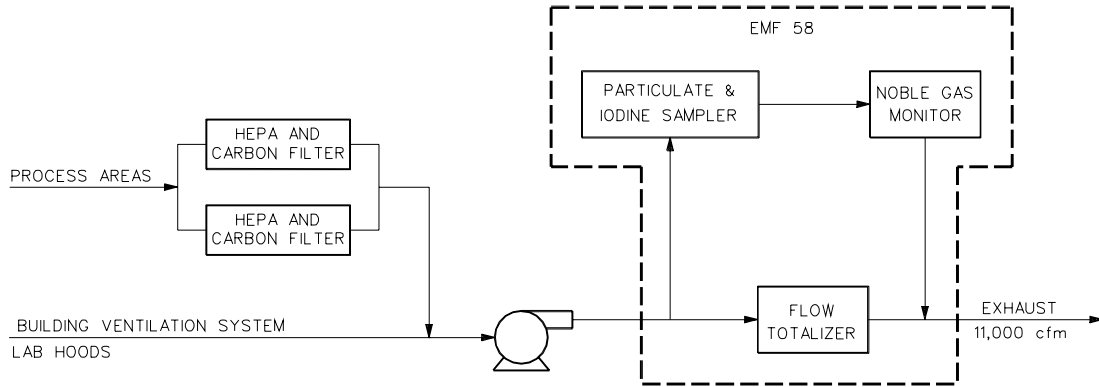 EMF 58
PARTICULATE &
IODINE SAMPLER
NOBLE GAS
MONITOR
HEPA AND
CARBON FILTER
PROCESS AREAS
HEPA AND
CARBON FILTER
BUILDING VENTILATION SYSTEM
LAB HOODS
FLOW
TOTALIZER
EXHAUST
11,000 cfm